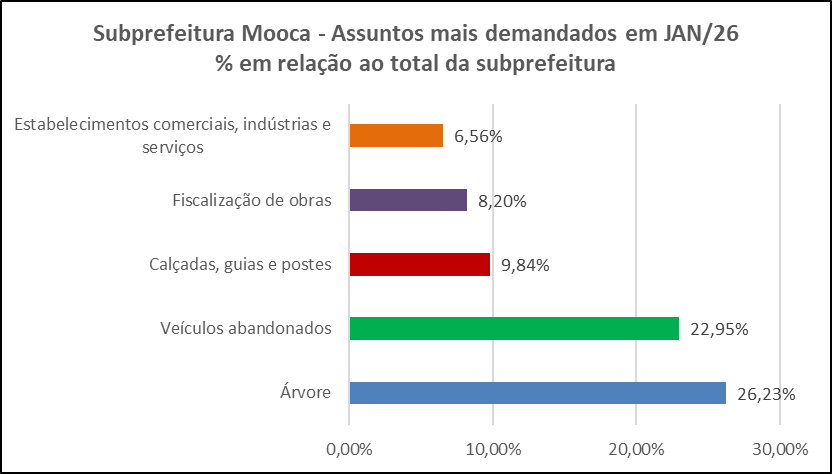 Subprefeitura Mooca - Assuntos mais demandados em JAN/26
% em relação ao total da subprefeitura
Estabelecimentos comerciais, indústrias e
serviços
6,56%
Fiscalização de obras
8,20%
Calçadas, guias e postes
9,84%
Veículos abandonados
22,95%
Árvore
26,23%
0,00%
10,00%
20,00%
30,00%